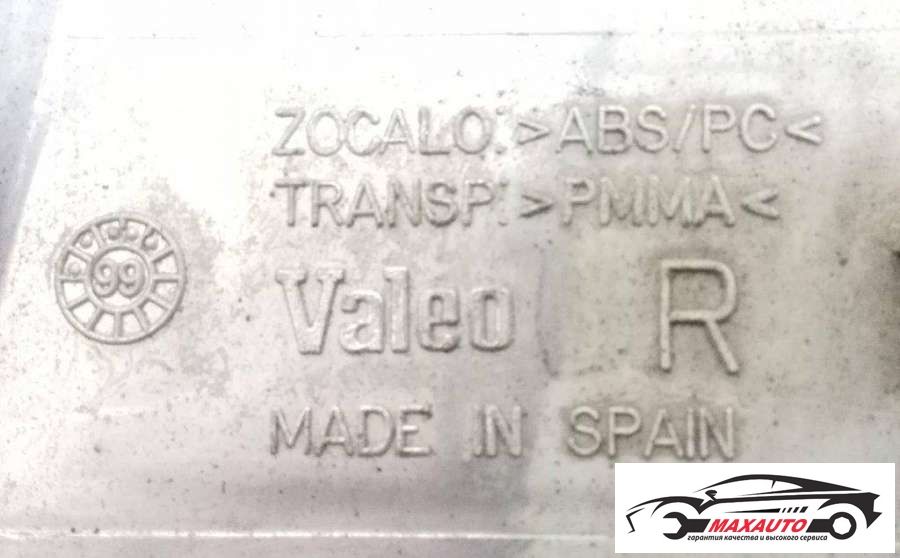 ZOCALO:>ABS/PC<
TRANSP:>PMMA<
99
Valeo R
MADE IN SPAIN
MAXAUTO
гарантия качества и высокого сервиса